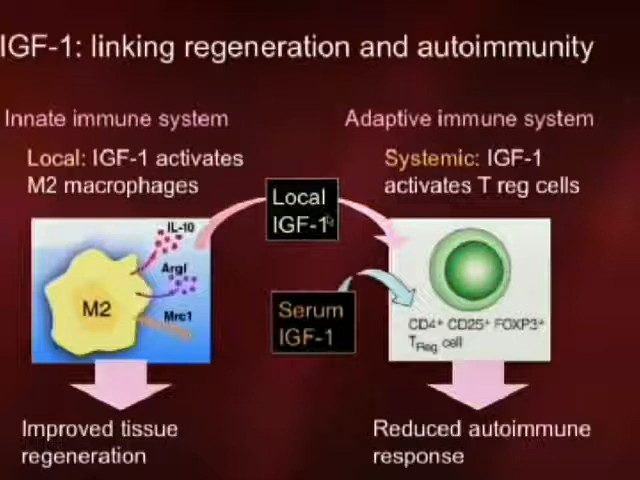 IGF-1: linking regeneration and autoimmunity
Innate immune system
Adaptive immune system
Local: IGF-1 activates
M2 macrophages
Systemic: IGF-1
activates T reg cells
Local
IGF-1
IL-10
ArgI
M2
Mrc1
Serum
IGF-1
CD4+ CD25+ FOXP3+
TReg cell
Improved tissue
regeneration
Reduced autoimmune
response